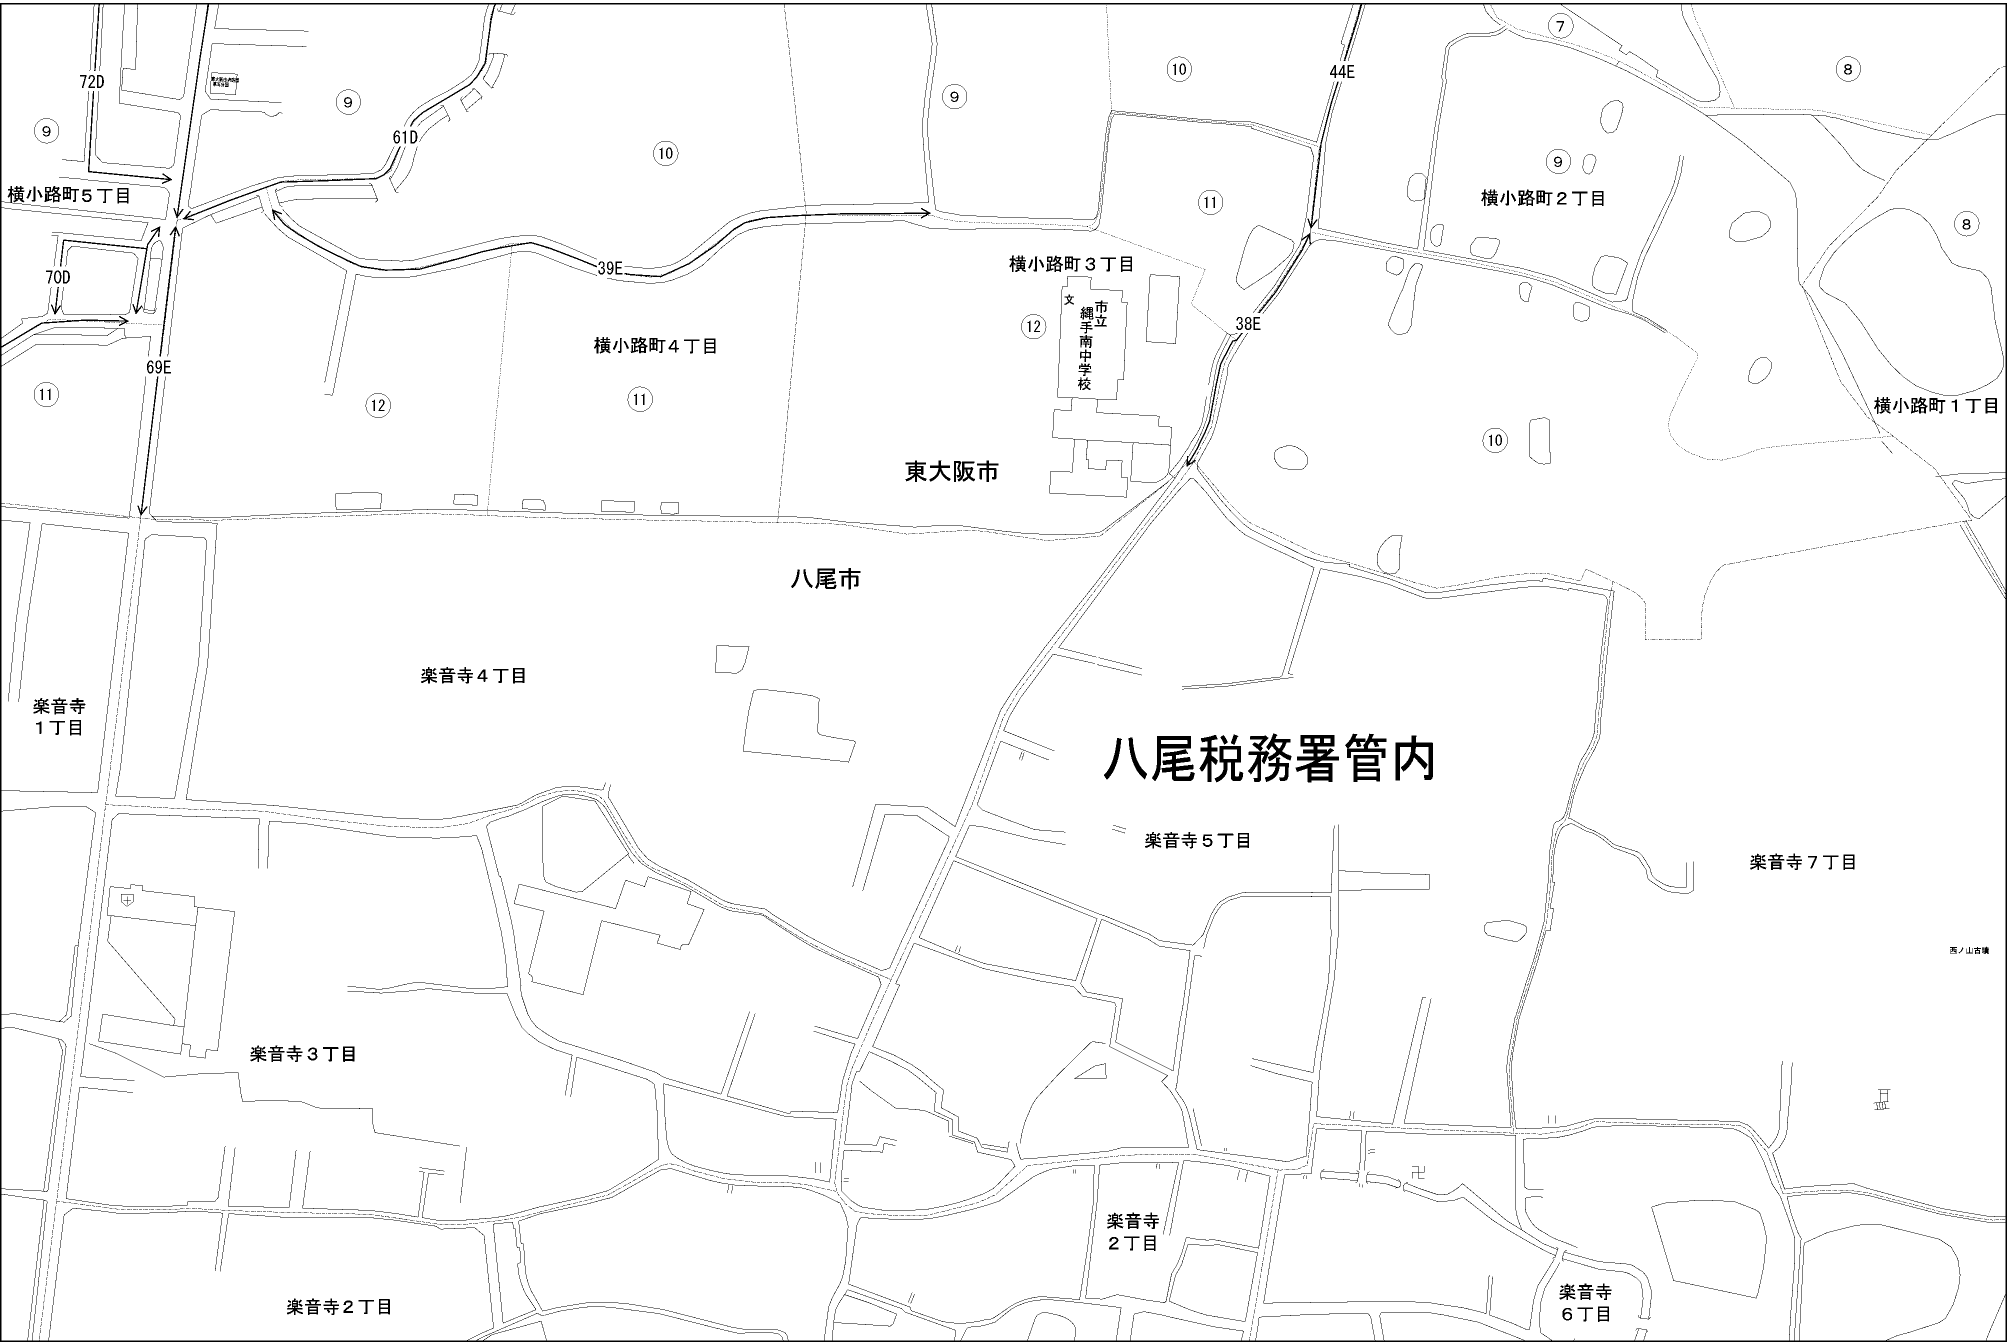 ⑦
72D
44E
⑧
⑩
⑨
⑨
⑨
61D
⑩
⑨
横小路町５丁目
横小路町２丁目
⑪
⑧
横小路町３丁目
39E
70D
文
市立
縄手南中学校
⑫
38E
横小路町４丁目
69E
⑪
⑫
⑪
横小路町１丁目
⑩
東大阪市
八尾市
楽音寺４丁目
楽音寺
１丁目
八尾税務署管内
楽音寺５丁目
楽音寺７丁目
西ノ山古墳
楽音寺３丁目
卍
楽音寺
２丁目
楽音寺２丁目
楽音寺
６丁目